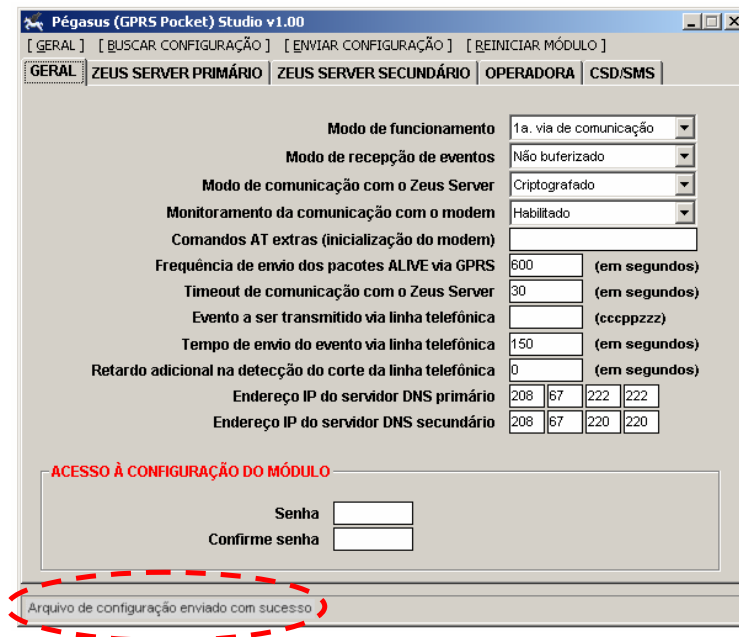 Pégasus (GPRS Pocket) Studio v1.00
[ GERAL ] [ BUSCAR CONFIGURAÇÃO ] [ ENVIAR CONFIGURAÇÃO ] [ REINICIAR MÓDULO ]
GERAL ZEUS SERVER PRIMÁRIO ZEUS SERVER SECUNDÁRIO OPERADORA CSD/SMS
Modo de funcionamento 1a. via de comunicação
Modo de recepção de eventos Não buferizado
Modo de comunicação com o Zeus Server Criptografado
Monitoramento da comunicação com o modem Habilitado
Comandos AT extras (inicialização do modem)
Frequência de envio dos pacotes ALIVE via GPRS 600 (em segundos)
Timeout de comunicação com o Zeus Server 30 (em segundos)
Evento a ser transmitido via linha telefônica (cccppzzz)
Tempo de envio do evento via linha telefônica 150 (em segundos)
Retardo adicional na detecção do corte da linha telefônica 0 (em segundos)
Endereço IP do servidor DNS primário 208 67 222 222
Endereço IP do servidor DNS secundário 208 67 220 220
ACESSO À CONFIGURAÇÃO DO MÓDULO
Senha
Confirme senha
Arquivo de configuração enviado com sucesso